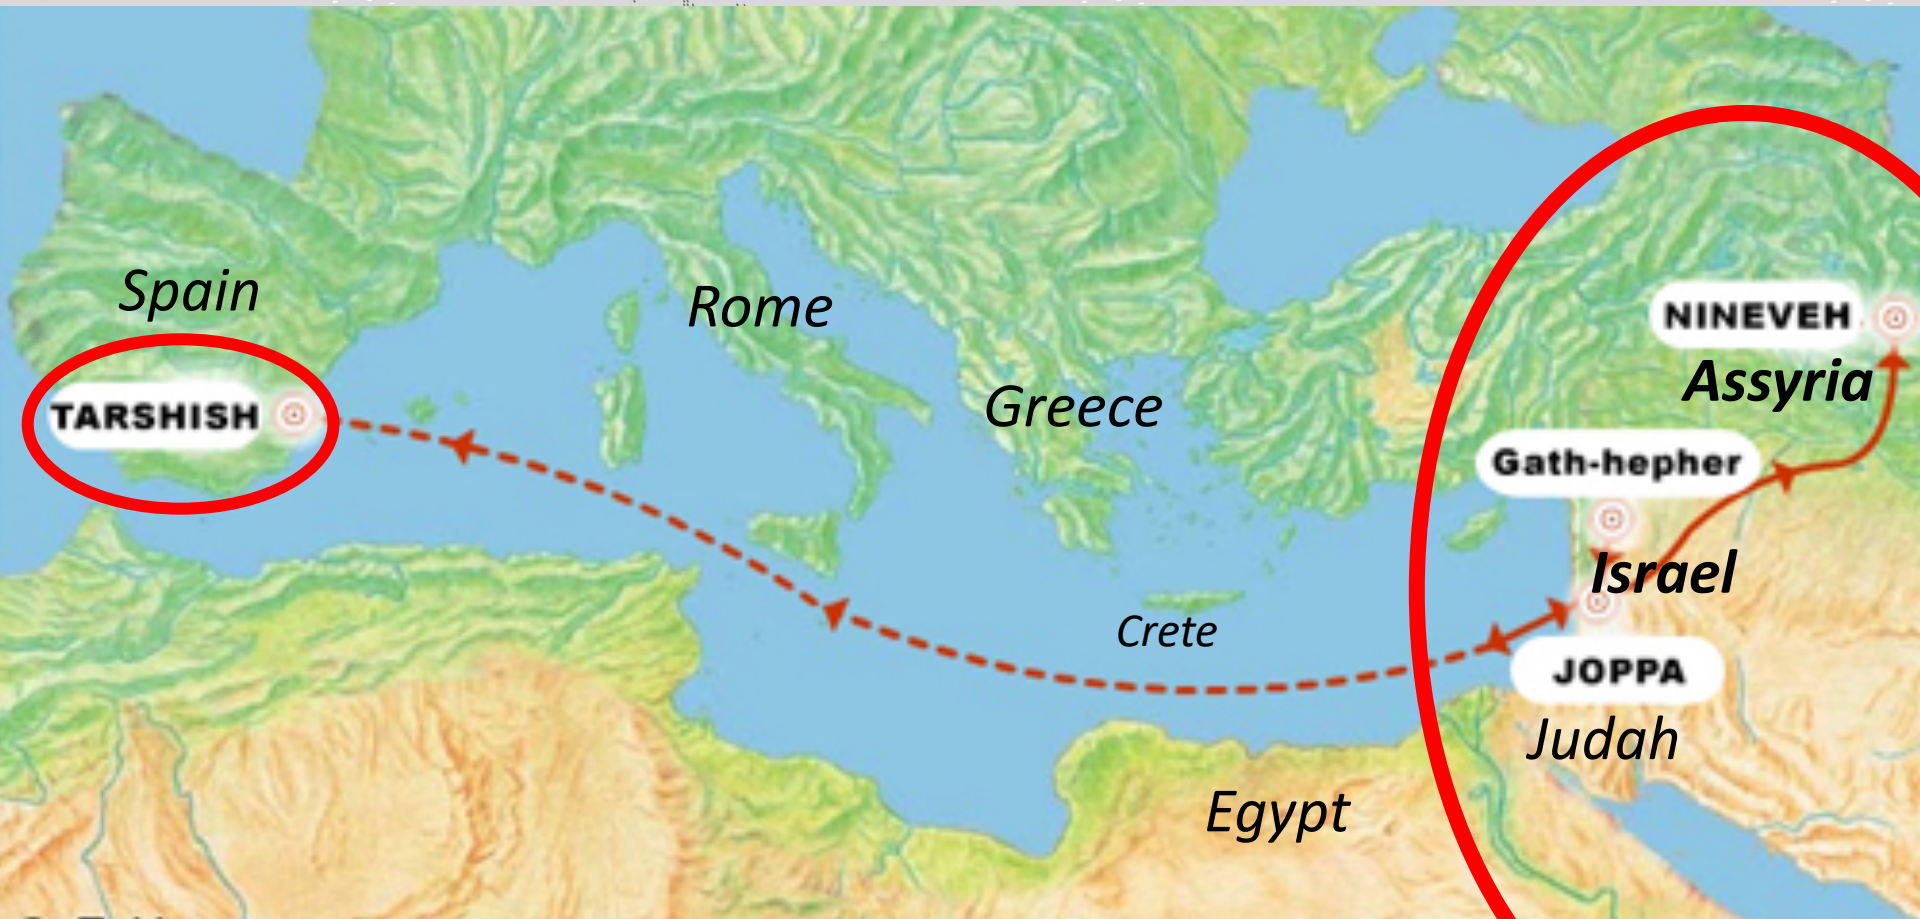 Spain
Rome
NINEVEH
Assyria
TARSHISH
Greece
Gath-hepher
Israel
Crete
JOPPA
Judah
Egypt